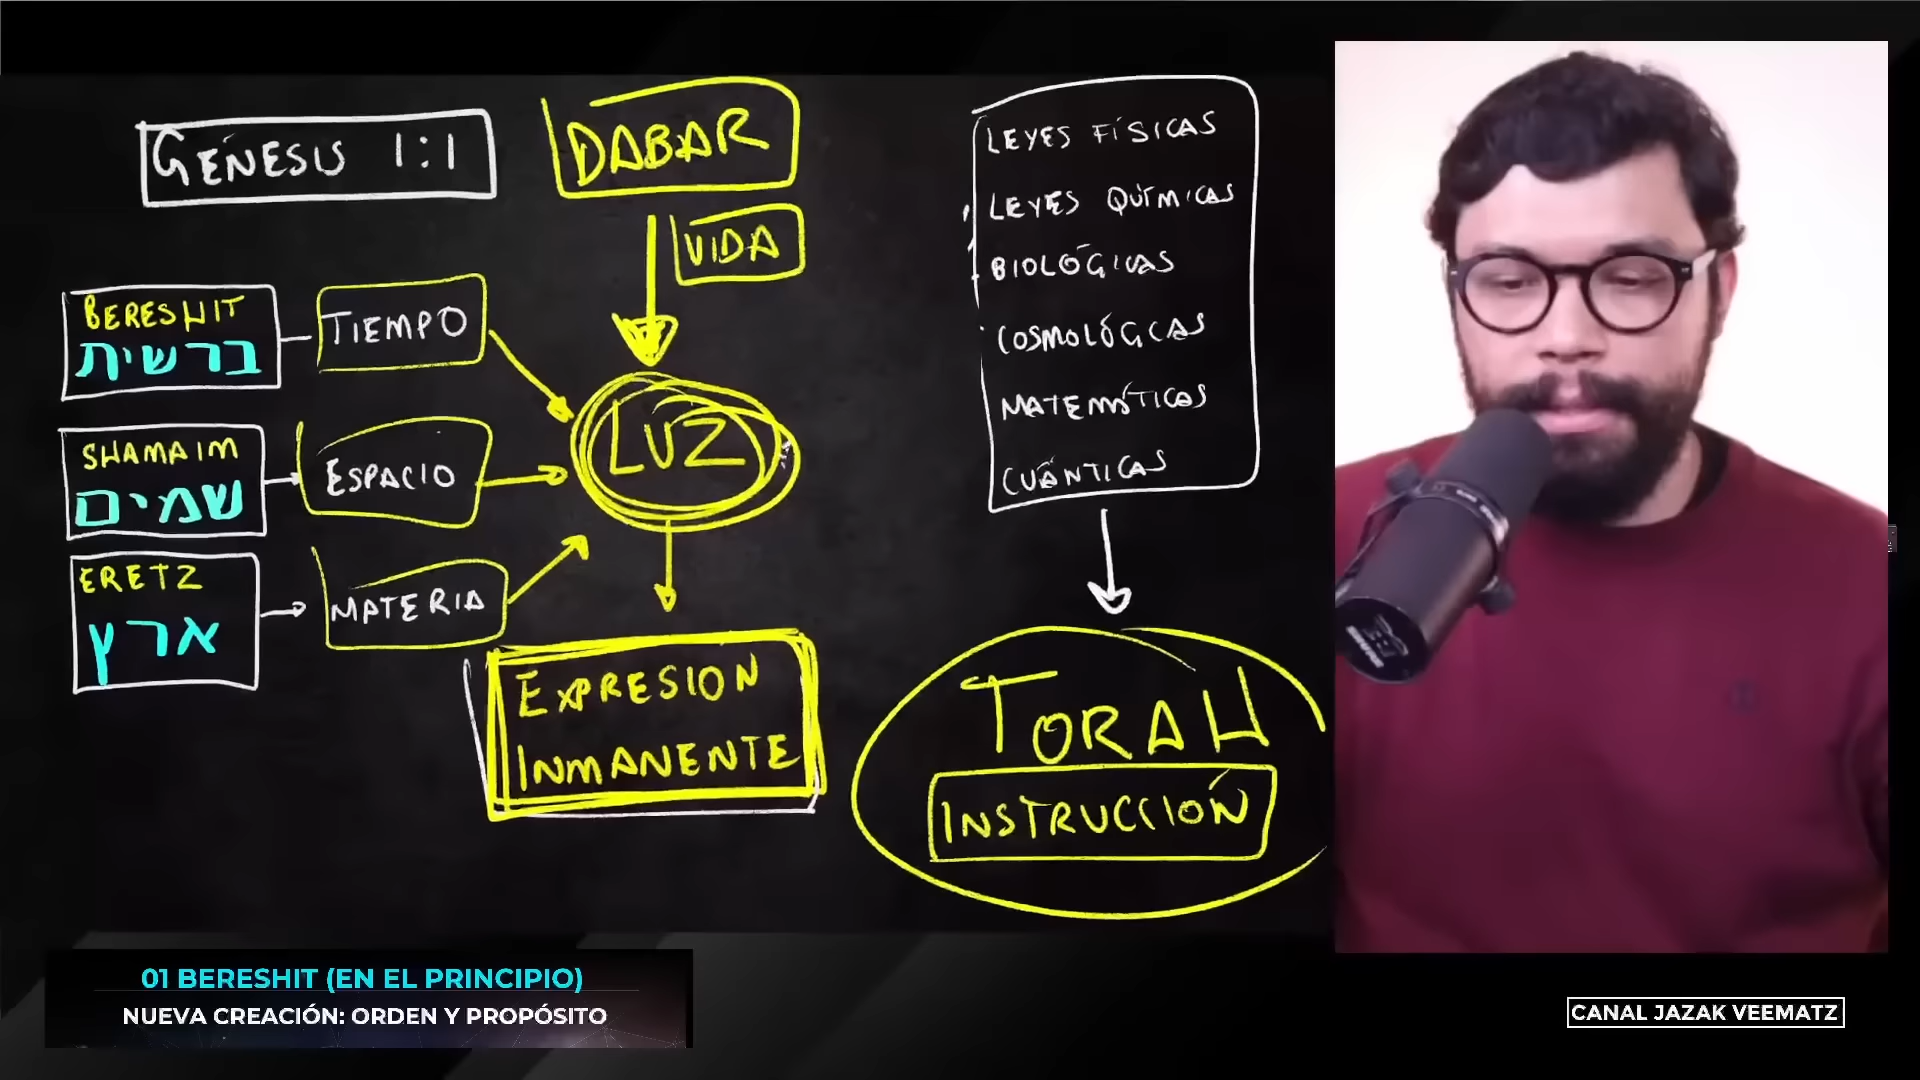 GÉNESIS 1:1
DABAR
VIDA
BERESHIT
ברשית
TIEMPO
SHAMAIM
שמים
ESPACIO
ERETZ
ארץ
MATERIA
LUZ
EXPRESIÓN
INMANENTE
LEYES FÍSICAS
LEYES QUÍMICAS
BIOLÓGICAS
COSMOLÓGICAS
MATEMÁTICAS
CUÁNTICAS
TORAH
INSTRUCCIÓN
01 BERESHIT (EN EL PRINCIPIO)
NUEVA CREACIÓN: ORDEN Y PROPÓSITO
CANAL JAZAK VEEMATZ